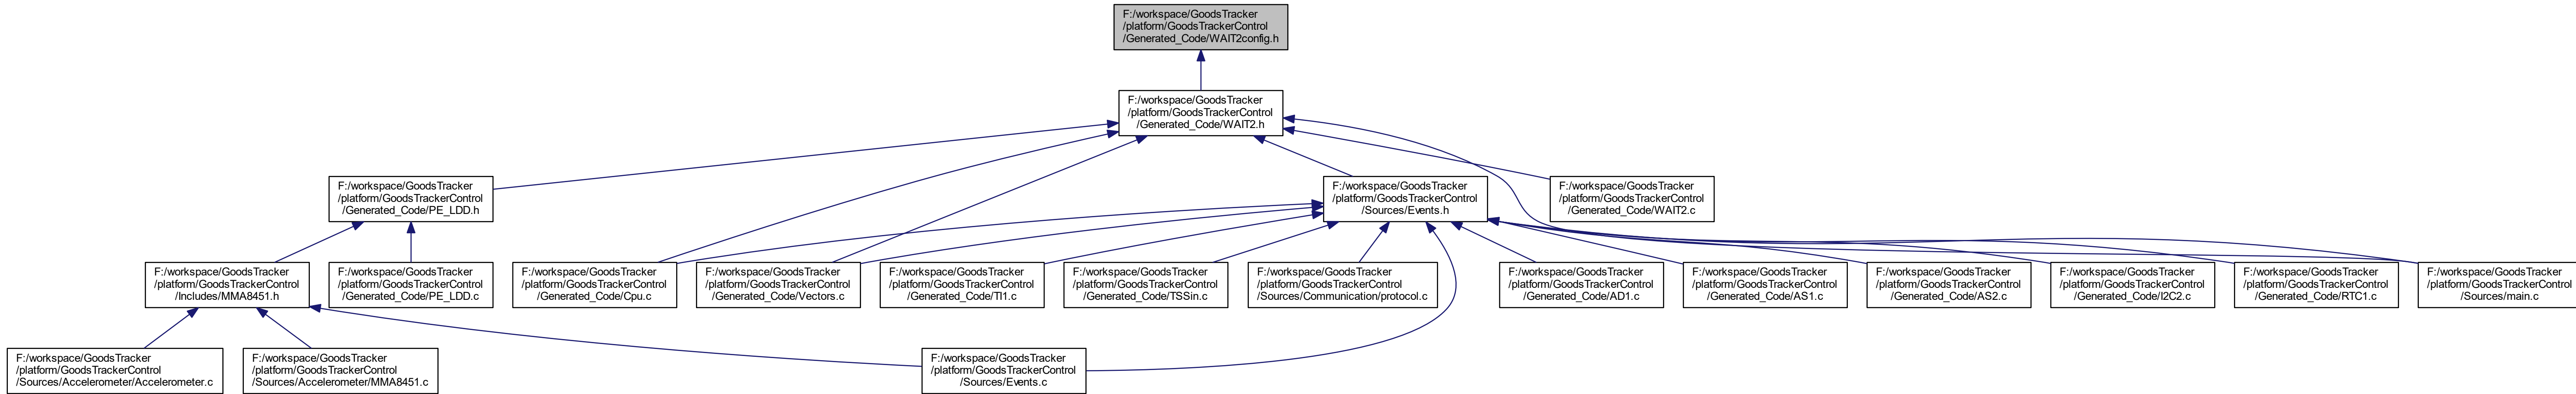 F:/workspace/GoodsTracker
/platform/GoodsTrackerControl
/Generated_Code/WAIT2config.h
F:/workspace/GoodsTracker
/platform/GoodsTrackerControl
/Generated_Code/WAIT2.h
F:/workspace/GoodsTracker
/platform/GoodsTrackerControl
/Generated_Code/PE_LDD.h
F:/workspace/GoodsTracker
/platform/GoodsTrackerControl
/Sources/Events.h
F:/workspace/GoodsTracker
/platform/GoodsTrackerControl
/Generated_Code/WAIT2.c
F:/workspace/GoodsTracker
/platform/GoodsTrackerControl
/Includes/MMA8451.h
F:/workspace/GoodsTracker
/platform/GoodsTrackerControl
/Generated_Code/PE_LDD.c
F:/workspace/GoodsTracker
/platform/GoodsTrackerControl
/Generated_Code/Cpu.c
F:/workspace/GoodsTracker
/platform/GoodsTrackerControl
/Generated_Code/Vectors.c
F:/workspace/GoodsTracker
/platform/GoodsTrackerControl
/Generated_Code/TI1.c
F:/workspace/GoodsTracker
/platform/GoodsTrackerControl
/Generated_Code/TSSin.c
F:/workspace/GoodsTracker
/platform/GoodsTrackerControl
/Sources/Communication/protocol.c
F:/workspace/GoodsTracker
/platform/GoodsTrackerControl
/Generated_Code/AD1.c
F:/workspace/GoodsTracker
/platform/GoodsTrackerControl
/Generated_Code/AS1.c
F:/workspace/GoodsTracker
/platform/GoodsTrackerControl
/Generated_Code/AS2.c
F:/workspace/GoodsTracker
/platform/GoodsTrackerControl
/Generated_Code/I2C2.c
F:/workspace/GoodsTracker
/platform/GoodsTrackerControl
/Generated_Code/RTC1.c
F:/workspace/GoodsTracker
/platform/GoodsTrackerControl
/Sources/main.c
F:/workspace/GoodsTracker
/platform/GoodsTrackerControl
/Sources/Accelerometer/Accelerometer.c
F:/workspace/GoodsTracker
/platform/GoodsTrackerControl
/Sources/Accelerometer/MMA8451.c
F:/workspace/GoodsTracker
/platform/GoodsTrackerControl
/Sources/Events.c